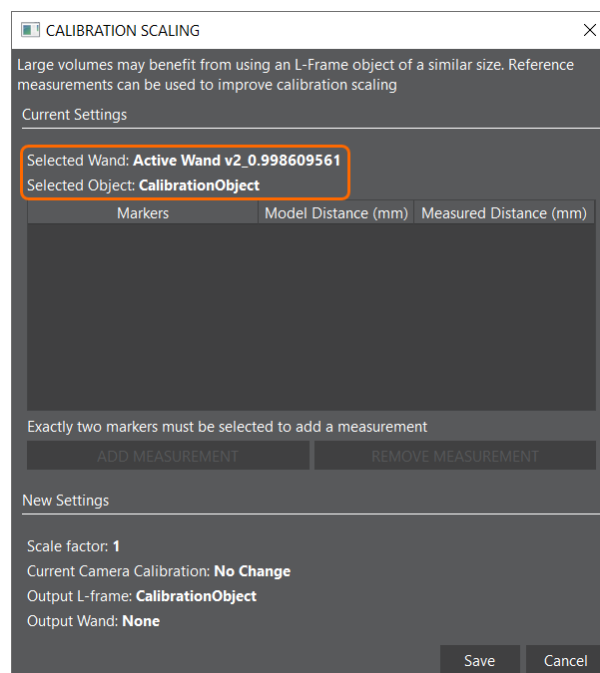 CALIBRATION SCALING
Large volumes may benefit from using an L-Frame object of a similar size. Reference
measurements can be used to improve calibration scaling
Current Settings
Selected Wand: Active Wand v2_0.998609561
Selected Object: CalibrationObject
Markers Model Distance (mm) Measured Distance (mm)
Exactly two markers must be selected to add a measurement
ADD MEASUREMENT REMOVE MEASUREMENT
New Settings
Scale factor: 1
Current Camera Calibration: No Change
Output L-frame: CalibrationObject
Output Wand: None
Save Cancel